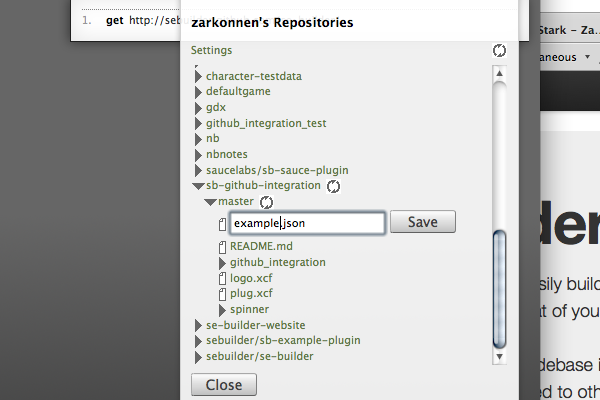 1. get http://seb
zarkonnen's Repositories
Settings
character-testdata
defaultgame
gdx
github_integration_test
nb
nbnotes
saucelabs/sb-sauce-plugin
sb-github-integration
master
example.json Save
README.md
github_integration
logo.xcf
plug.xcf
spinner
se-builder-website
sebuilder/sb-example-plugin
sebuilder/se-builder
Close
Stark – Za...
aneous
der
sily build
at of you
debase i
ed to oth